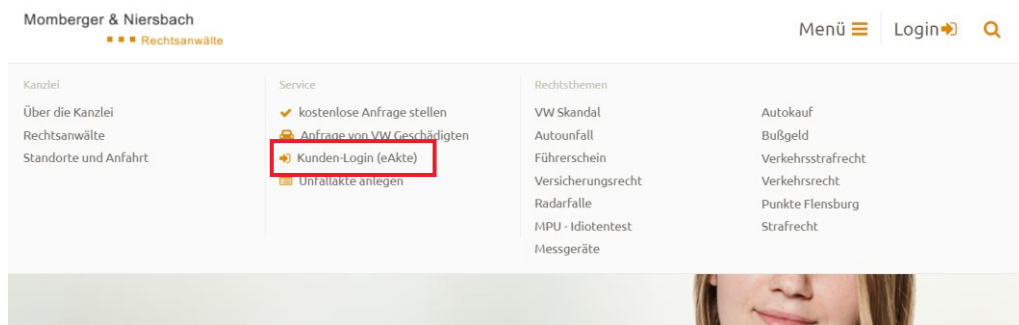 Momberger & Niersbach
Rechtsanwälte
Menü
Login
Kanzlei
Über die Kanzlei
Rechtsanwälte
Standorte und Anfahrt
Service
kostenlose Anfrage stellen
Anfrage von VW Geschädigten
Kunden-Login (eAkte)
Unfallakte anlegen
Rechtsthemen
VW Skandal
Autounfall
Führerschein
Versicherungsrecht
Radarfalle
MPU - Idiotentest
Messgeräte
Autokauf
Bußgeld
Verkehrsstrafrecht
Verkehrsrecht
Punkte Flensburg
Strafrecht